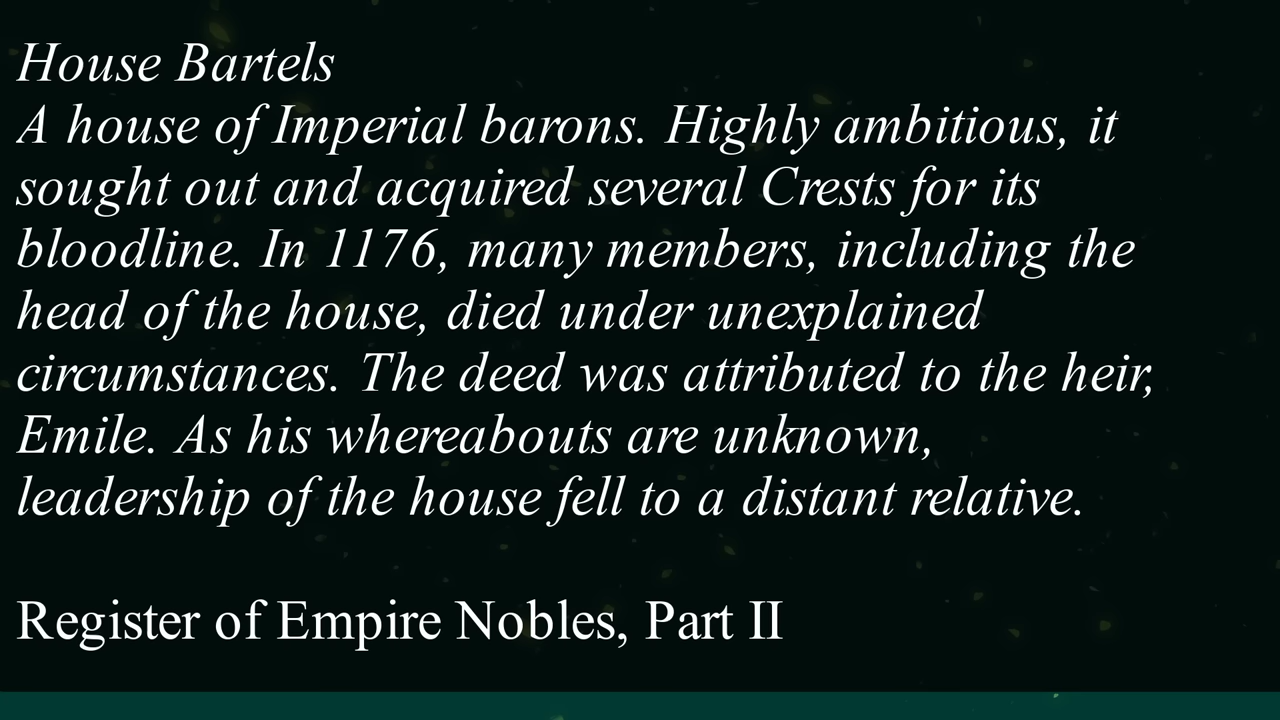 House Bartels
A house of Imperial barons. Highly ambitious, it
sought out and acquired several Crests for its
bloodline. In 1176, many members, including the
head of the house, died under unexplained
circumstances. The deed was attributed to the heir,
Emile. As his whereabouts are unknown,
leadership of the house fell to a distant relative.
Register of Empire Nobles, Part II